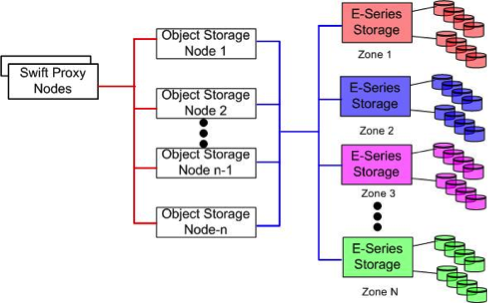 Swift Proxy
Nodes
Object Storage
Node 1
Object Storage
Node 2
Object Storage
Node n-1
Object Storage
Node-n
E-Series
Storage
Zone 1
E-Series
Storage
Zone 2
E-Series
Storage
Zone 3
E-Series
Storage
Zone N